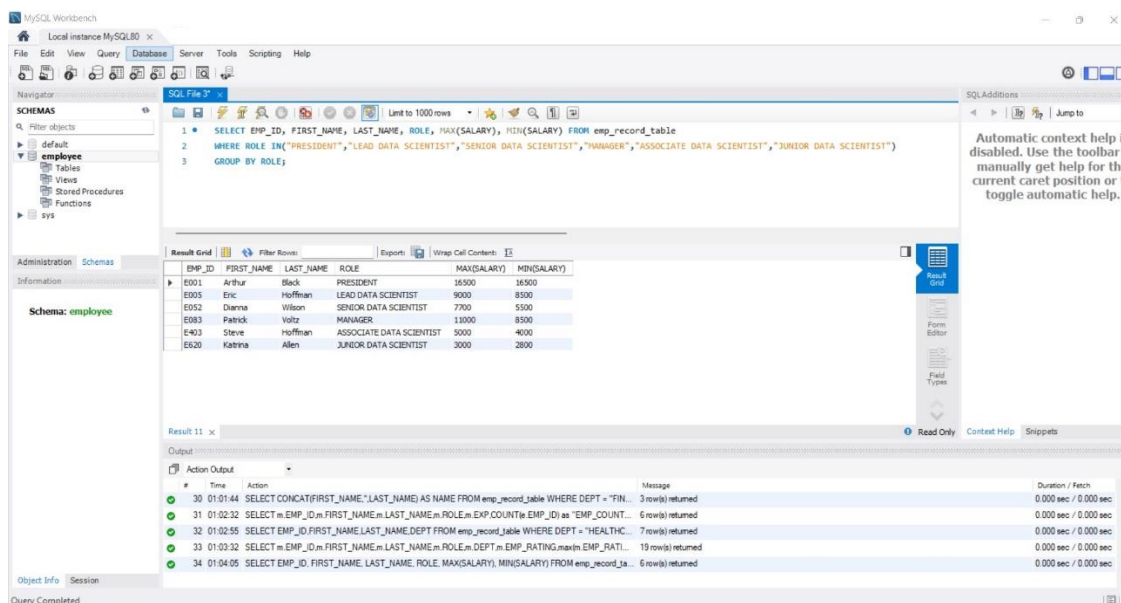 MySQL Workbench
Local instance MySQL80 ×
File Edit View Query Database Server Tools Scripting Help
Navigator
SCHEMAS
Filter objects
default
employee
Tables
Views
Stored Procedures
Functions
sys
Administration Schemas
Information
Schema: employee
Object Info Session
Query Completed
SQL File 3* ×
Limit to 1000 rows
1 SELECT EMP_ID, FIRST_NAME, LAST_NAME, ROLE, MAX(SALARY), MIN(SALARY) FROM emp_record_table
2 WHERE ROLE IN("PRESIDENT","LEAD DATA SCIENTIST","SENIOR DATA SCIENTIST","MANAGER","ASSOCIATE DATA SCIENTIST","JUNIOR DATA SCIENTIST")
3 GROUP BY ROLE;
Result Grid Filter Rows: Export: Wrap Cell Content:
EMP_ID FIRST_NAME LAST_NAME ROLE MAX(SALARY) MIN(SALARY)
E001 Arthur Black PRESIDENT 16500 16500
E005 Eric Hoffman LEAD DATA SCIENTIST 9000 8500
E052 Dianna Wilson SENIOR DATA SCIENTIST 7700 5500
E083 Patrick Voltz MANAGER 11000 8500
E403 Steve Hoffman ASSOCIATE DATA SCIENTIST 5000 4000
E620 Katrina Allen JUNIOR DATA SCIENTIST 3000 2800
Result
Grid
Form
Editor
Field
Types
Result 11 ×
Read Only
SQLAdditions
Jump to
Automatic context help i
disabled. Use the toolbar
manually get help for th
current caret position or
toggle automatic help.
Context Help Snippets
Output
Action Output
# Time Action Message Duration / Fetch
30 01:01:44 SELECT CONCAT(FIRST_NAME,",LAST_NAME) AS NAME FROM emp_record_table WHERE DEPT = "FIN... 3 row(s) returned 0.000 sec / 0.000 sec
31 01:02:32 SELECT m.EMP_ID,m.FIRST_NAME,m.LAST_NAME,m.ROLE,m.EXP,COUNT(e.EMP_ID) as "EMP_COUNT... 6 row(s) returned 0.000 sec / 0.000 sec
32 01:02:55 SELECT EMP_ID,FIRST_NAME,LAST_NAME,DEPT FROM emp_record_table WHERE DEPT = "HEALTHC... 7 row(s) returned 0.000 sec / 0.000 sec
33 01:03:32 SELECT m.EMP_ID,m.FIRST_NAME,m.LAST_NAME,m.ROLE,m.DEPT,m.EMP_RATING,max(m.EMP_RATI... 19 row(s) returned 0.000 sec / 0.000 sec
34 01:04:05 SELECT EMP_ID, FIRST_NAME, LAST_NAME, ROLE, MAX(SALARY), MIN(SALARY) FROM emp_record_ta... 6 row(s) returned 0.000 sec / 0.000 sec